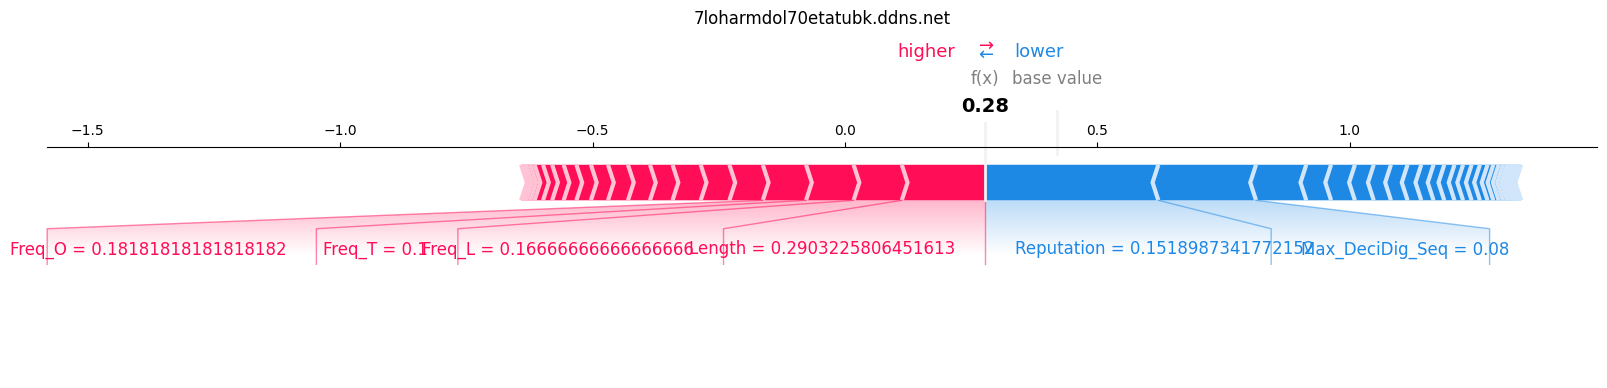 7loharmdol70etatubk.ddns.net
higher → ← lower
f(x) base value
0.28
−1.5 −1.0 −0.5 0.0 0.5 1.0
Freq_O = 0.18181818181818182 Freq_T = 0.1 Freq_L = 0.16666666666666666 Length = 0.2903225806451613 Reputation = 0.1518987341772152 Max_DeciDig_Seq = 0.08